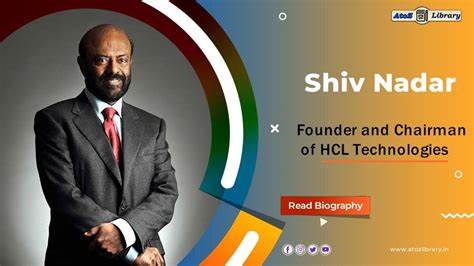 AtoZ Library
Shiv Nadar
Founder and Chairman
of HCL Technologies
Read Biography
www.atozlibrary.in